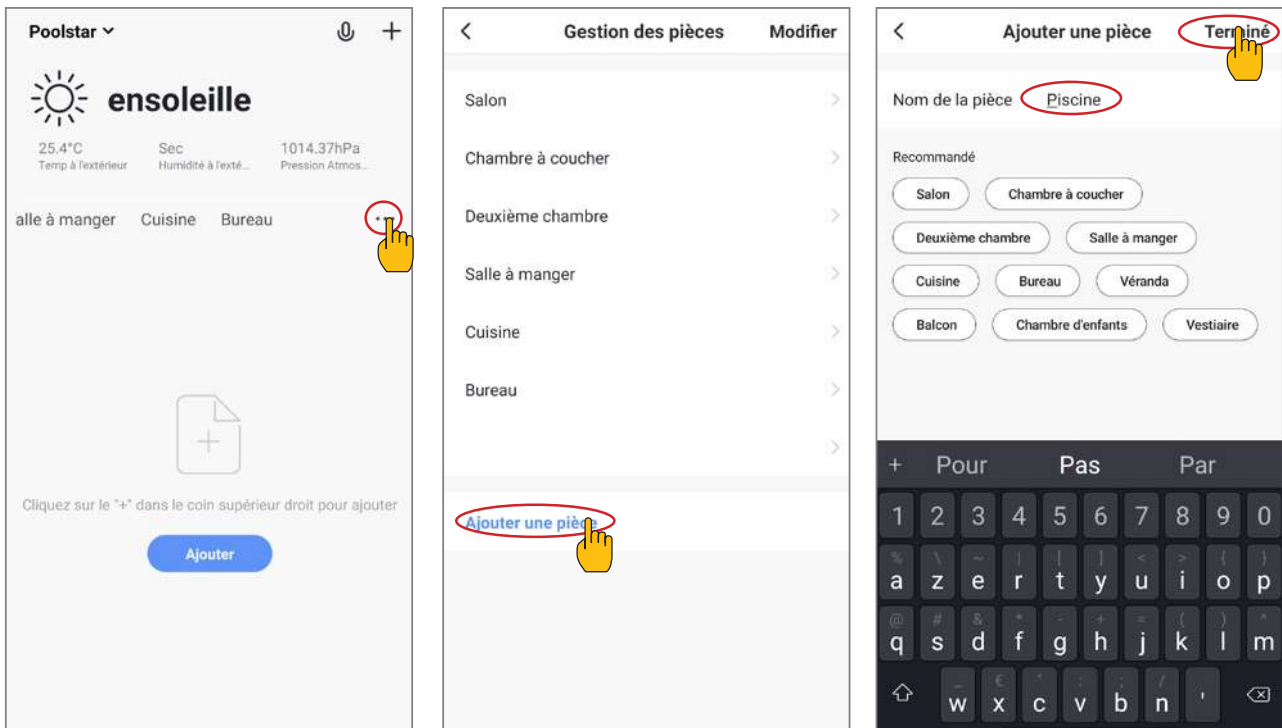 Poolstar
ensoleille
25.4°C Sec 1014.37hPa
Temp à l'extérieur Humidité à l'exté... Pression Atmos...
alle à manger Cuisine Bureau
Cliquez sur le "+" dans le coin supérieur droit pour ajouter
Ajouter
Gestion des pièces Modifier
Salon
Chambre à coucher
Deuxième chambre
Salle à manger
Cuisine
Bureau
Ajouter une pièce
Ajouter une pièce Terminé
Nom de la pièce Piscine
Recommandé
Salon Chambre à coucher
Deuxième chambre Salle à manger
Cuisine Bureau Véranda
Balcon Chambre d'enfants Vestiaire
+ Pour Pas Par
1 2 3 4 5 6 7 8 9 0
% \ ~ | [ ] < > { }
a z e r t y u i o p
@ # & * - + = ( ) ^
q s d f g h j k l m
_ € " : ; /
w x c v b n '